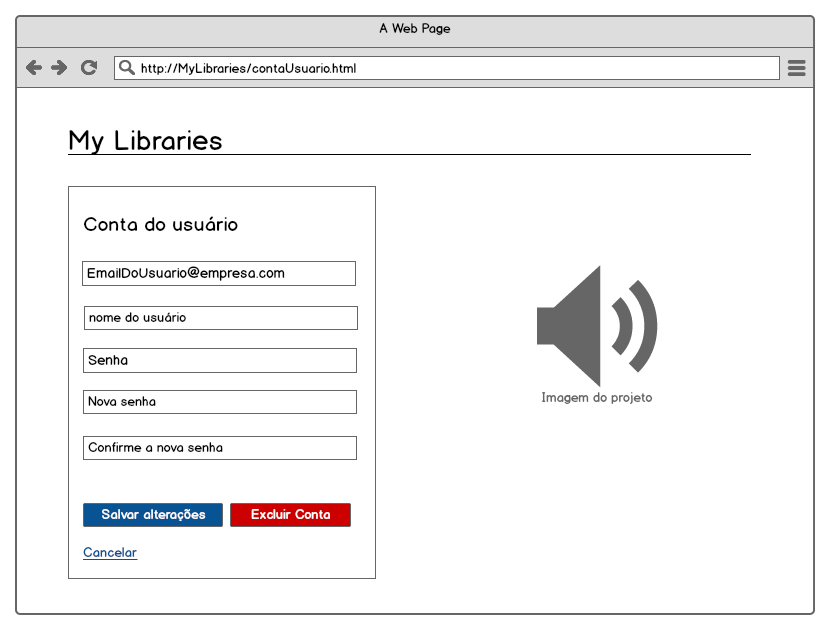 A Web Page
http://MyLibraries/contaUsuario.html
My Libraries
Conta do usuário
EmailDoUsuario@empresa.com
nome do usuário
Senha
Nova senha
Confirme a nova senha
Salvar alterações
Excluir Conta
Cancelar
Imagem do projeto